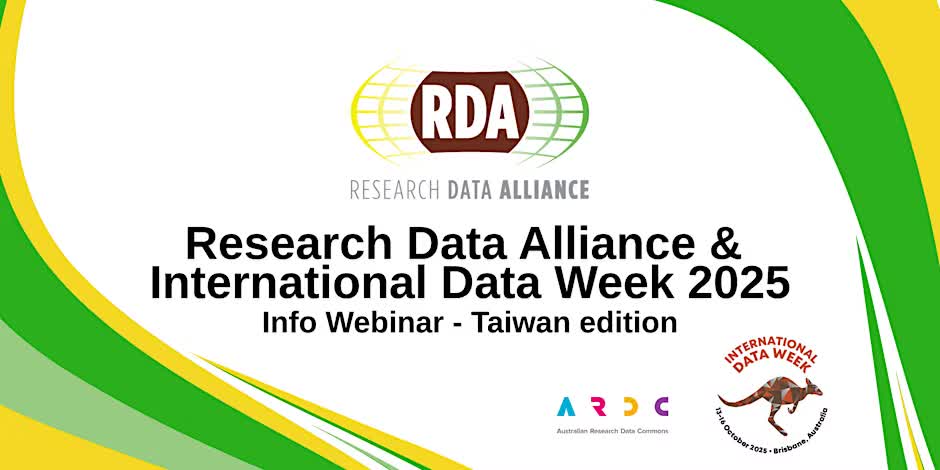 RDA
RESEARCH DATA ALLIANCE
Research Data Alliance &
International Data Week 2025
Info Webinar - Taiwan edition
INTERNATIONAL
DATA WEEK
13-16 October 2025 • Brisbane, Australia
ARDC
Australian Research Data Commons